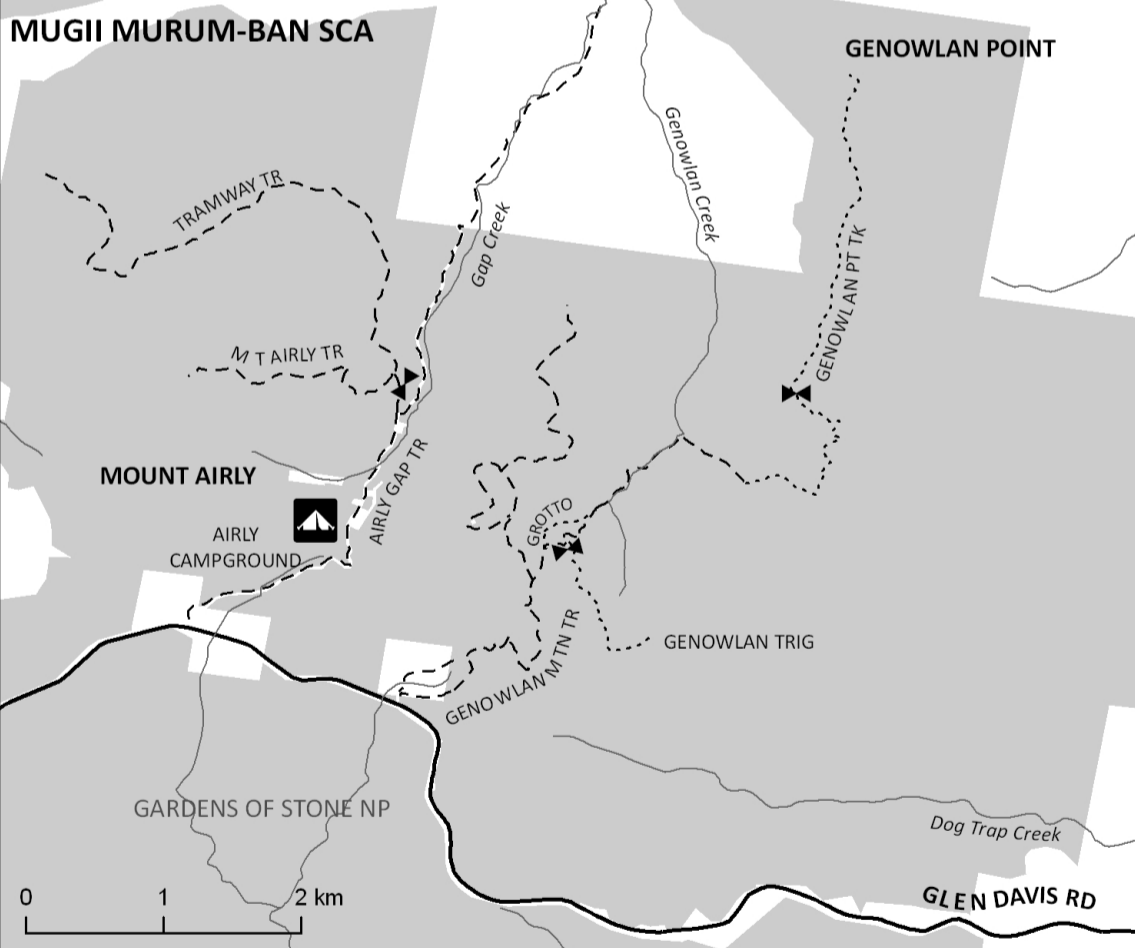 MUGII MURUM-BAN SCA
GENOWLAN POINT
Genowlan Creek
TRAMWAY TR
Gap Creek
GENOWLAN PT TK
MT AIRLY TR
MOUNT AIRLY
AIRLY GAP TR
GROTTO
AIRLY
CAMPGROUND
GENOWLAN TRIG
GENOWLAN MTN TR
GARDENS OF STONE NP
Dog Trap Creek
0 1 2 km
GLEN DAVIS RD